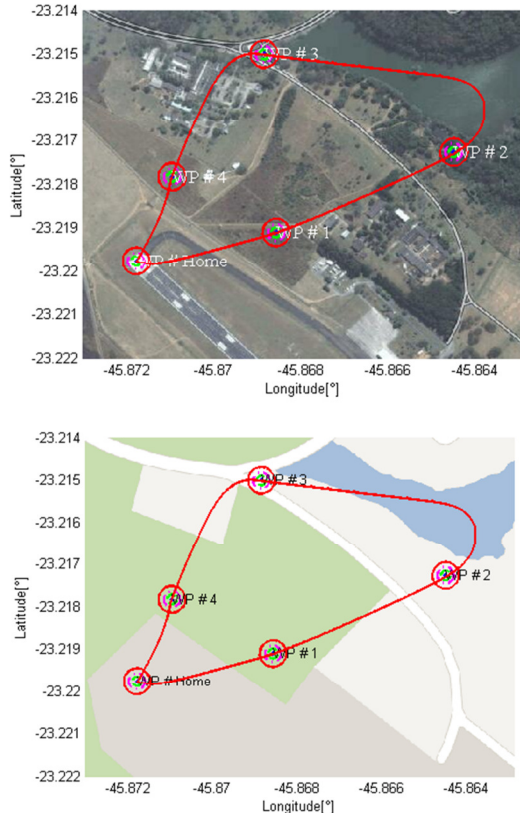 -23.214
-23.215
-23.216
-23.217
-23.218
-23.219
-23.22
-23.221
-23.222
Latitude[°]
WP # 3
WP # 2
WP # 4
WP # 1
WP # Home
-45.872
-45.87
-45.868
-45.866
-45.864
Longitude[°]
-23.214
-23.215
-23.216
-23.217
-23.218
-23.219
-23.22
-23.221
-23.222
Latitude[°]
WP #3
WP #2
WP #4
WP #1
WP # Home
-45.872
-45.87
-45.868
-45.866
-45.864
Longitude[°]